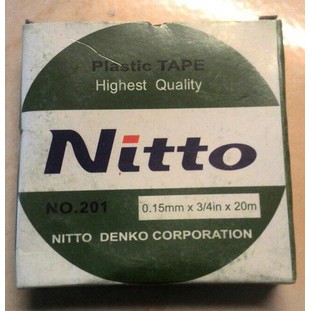 Plastic TAPE
Highest Quality
Nitto
NO.201 0.15mm x 3/4in x 20m
NITTO DENKO CORPORATION